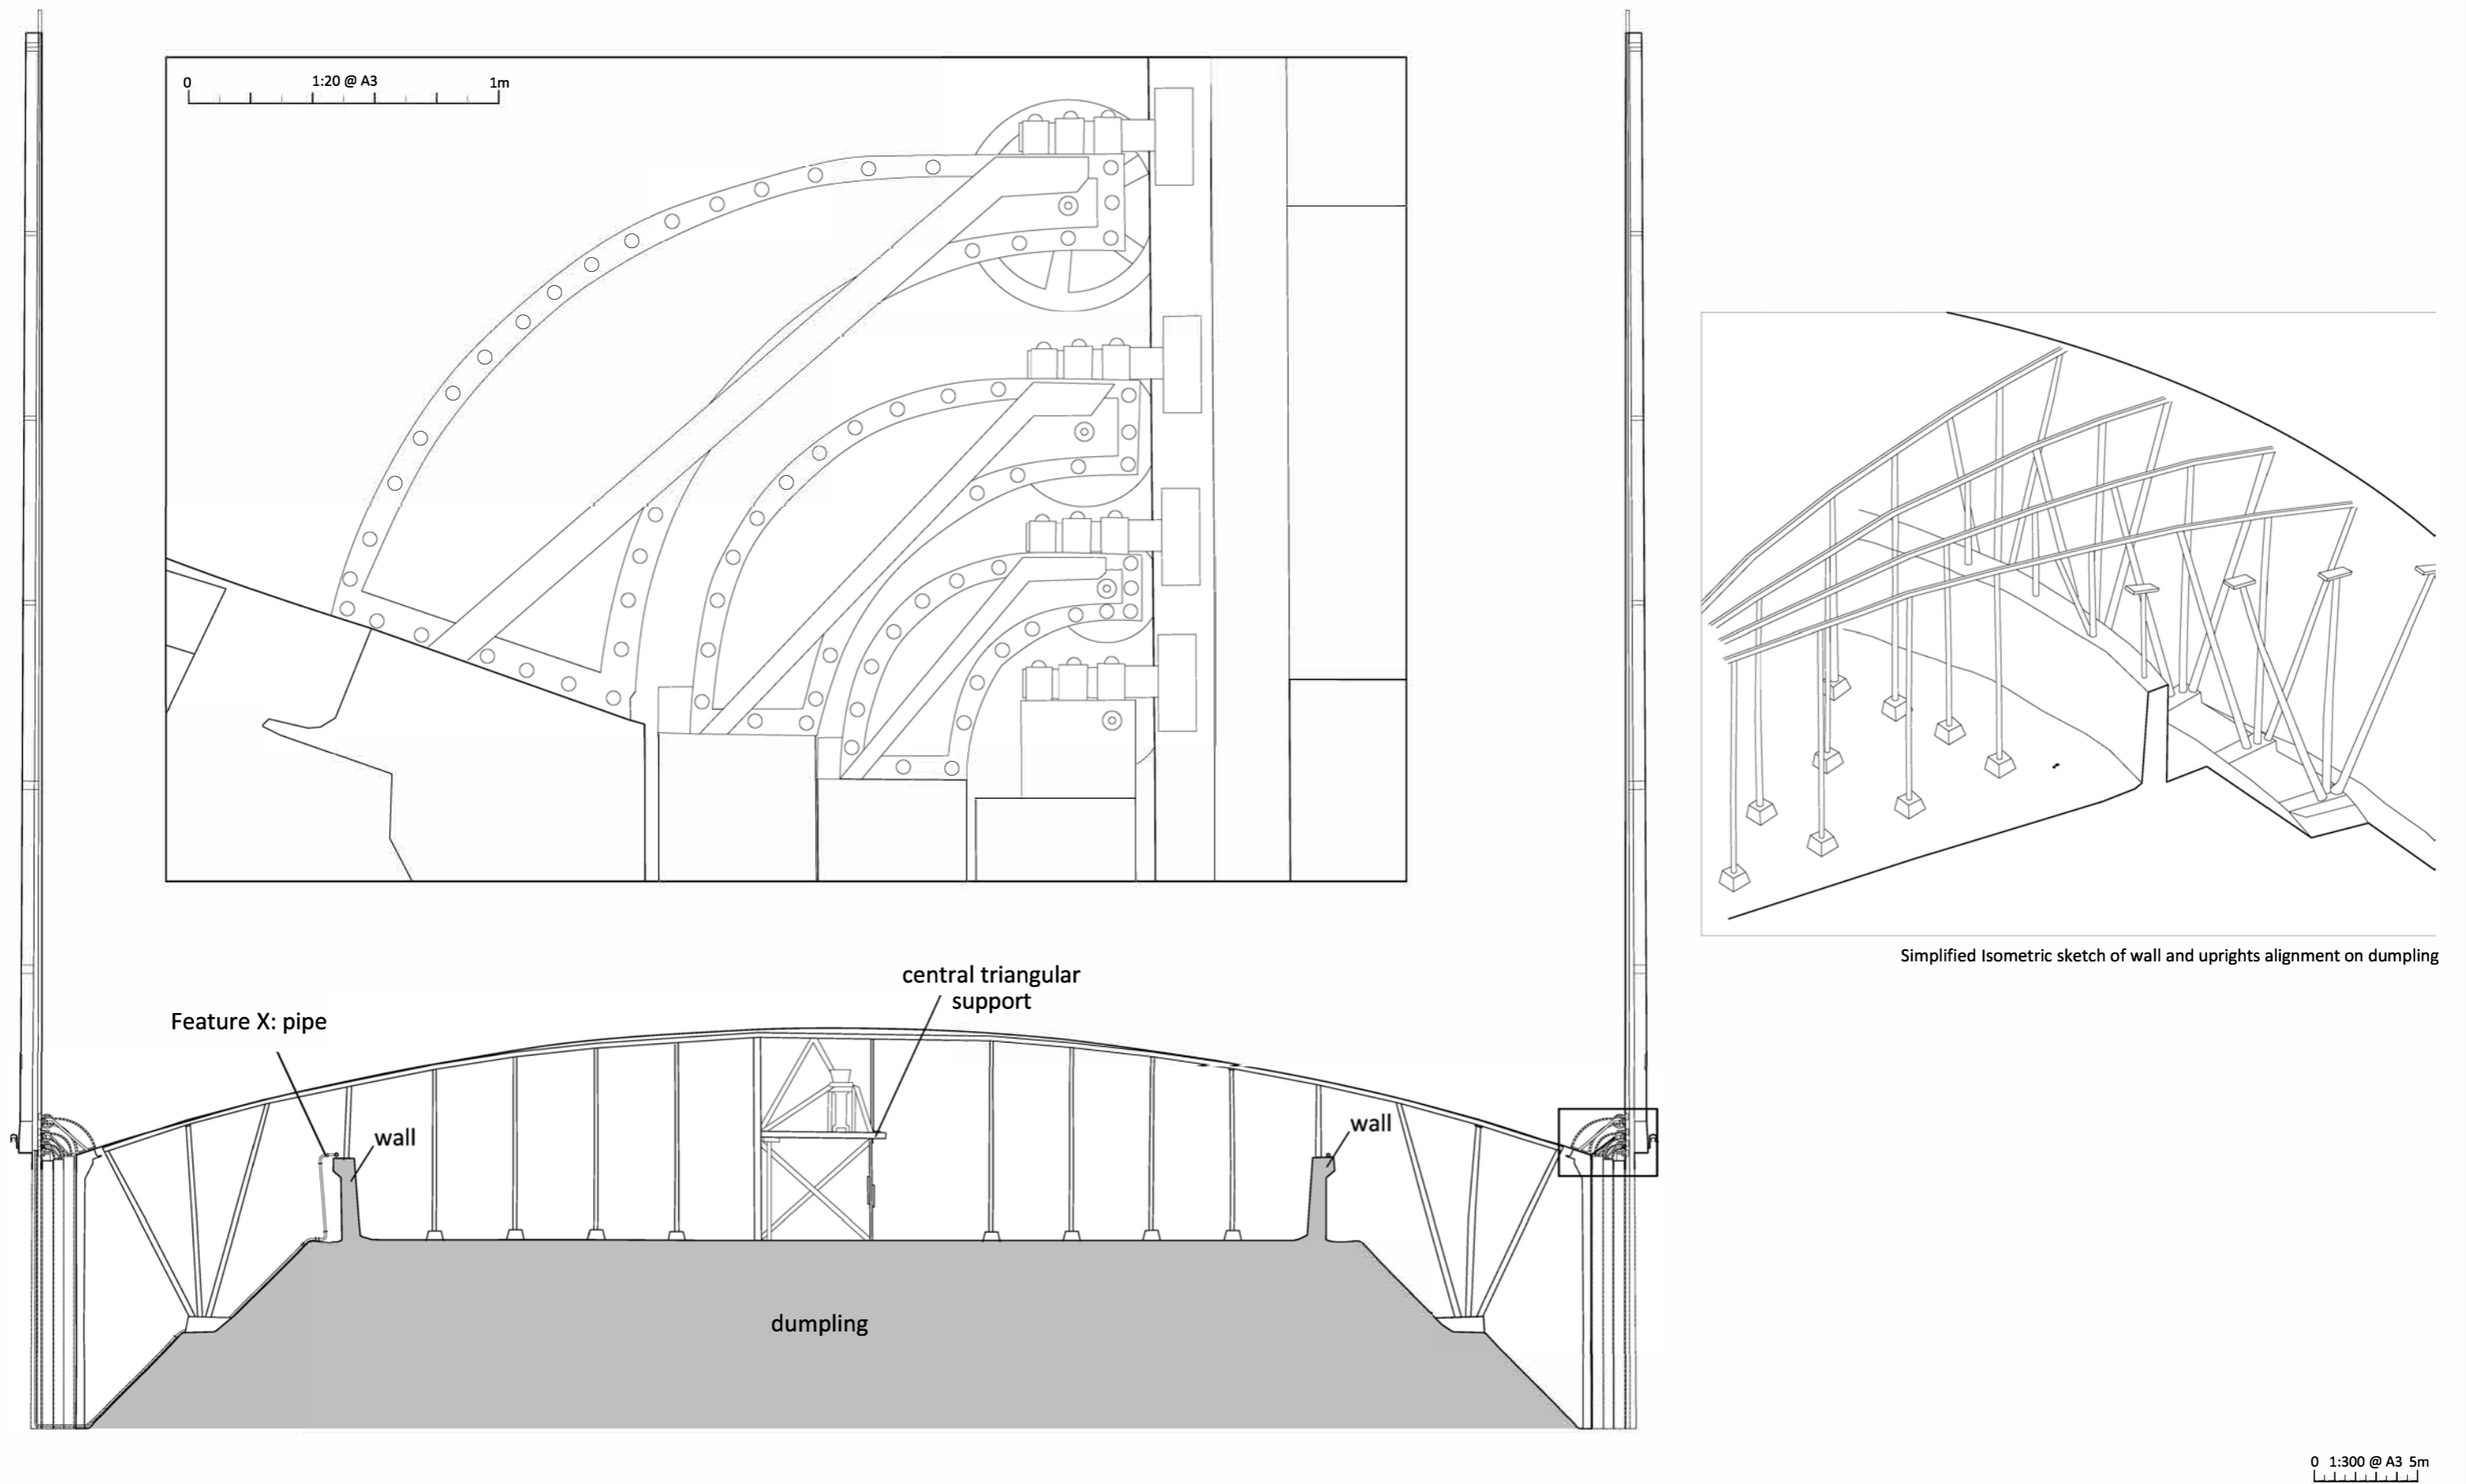 0 1:20 @ A3 1m
Simplified Isometric sketch of wall and uprights alignment on dumpling
central triangular
support
Feature X: pipe
wall
wall
dumpling
0 1:300 @ A3 5m